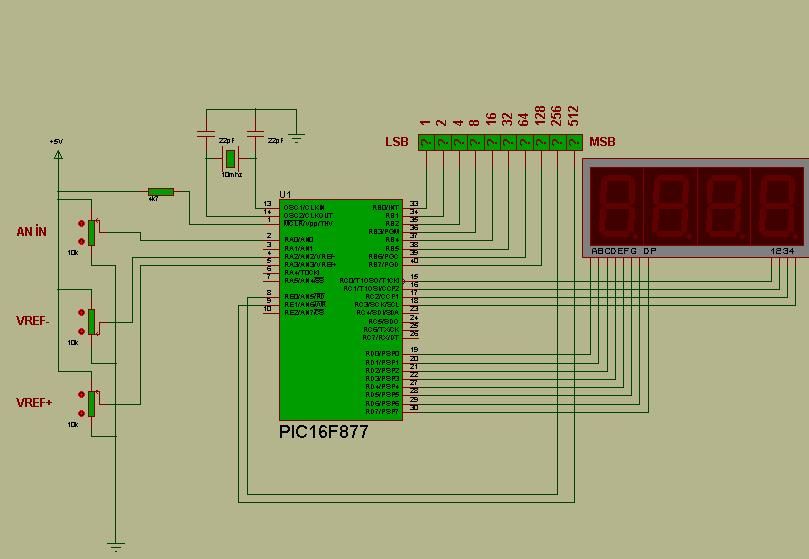 1 2 4 8 16 32 64 128 256 512
LSB
MSB
+5V
22pF
22pF
10mhz
4k7
AN İN
10k
VREF-
10k
VREF+
10k
U1
13 OSC1/CLKIN
14 OSC2/CLKOUT
1 MCLR/Vpp/THV
2 RA0/AN0
3 RA1/AN1
4 RA2/AN2/VREF-
5 RA3/AN3/VREF+
6 RA4/T0CKI
7 RA5/AN4/SS
8 RE0/AN5/RD
9 RE1/AN6/WR
10 RE2/AN7/CS
RB0/INT 33
RB1 34
RB2 35
RB3/PGM 36
RB4 37
RB5 38
RB6/PGC 39
RB7/PGD 40
RC0/T1OSO/T1CKI 15
RC1/T1OSI/CCP2 16
RC2/CCP1 17
RC3/SCK/SCL 18
RC4/SDI/SDA 23
RC5/SDO 24
RC6/TX/CK 25
RC7/RX/DT 26
RD0/PSP0 19
RD1/PSP1 20
RD2/PSP2 21
RD3/PSP3 22
RD4/PSP4 27
RD5/PSP5 28
RD6/PSP6 29
RD7/PSP7 30
PIC16F877
ABCDEFG DP
1234
? ? ? ? ? ? ? ? ? ?